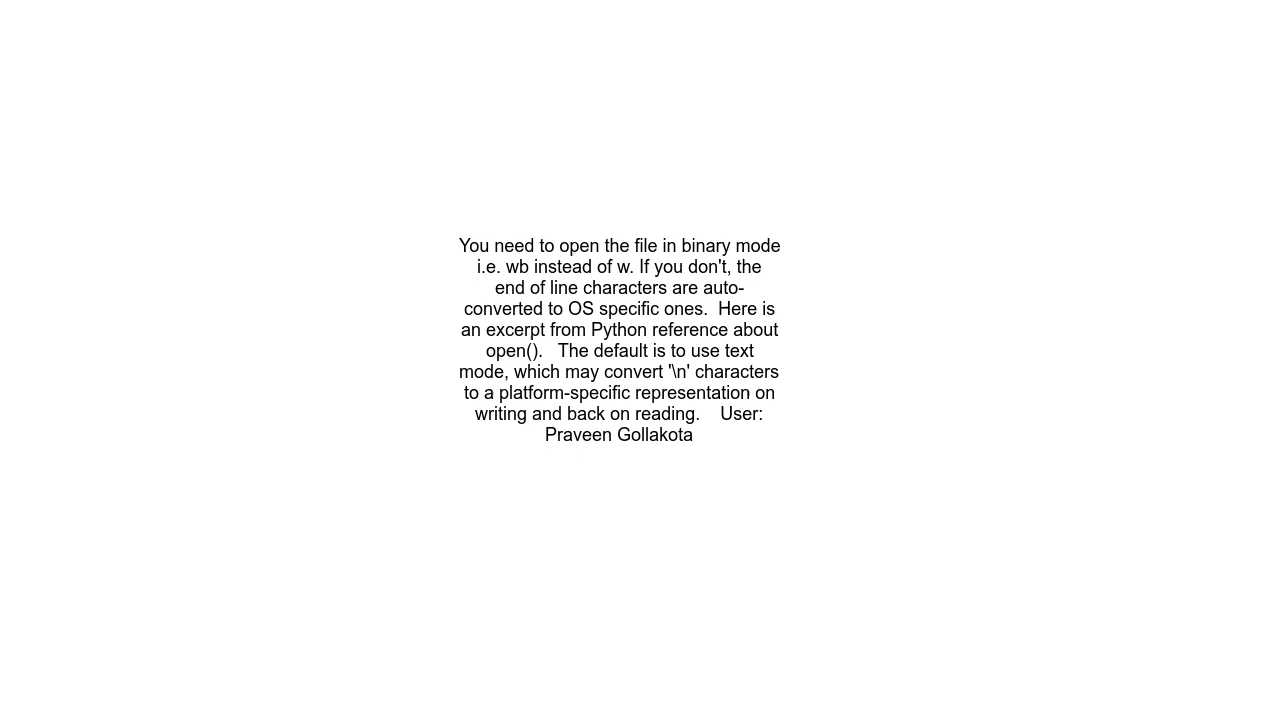 You need to open the file in binary mode
i.e. wb instead of w. If you don't, the
end of line characters are auto-
converted to OS specific ones.  Here is
an excerpt from Python reference about
open().   The default is to use text
mode, which may convert '\n' characters
to a platform-specific representation on
writing and back on reading.    User:
Praveen Gollakota